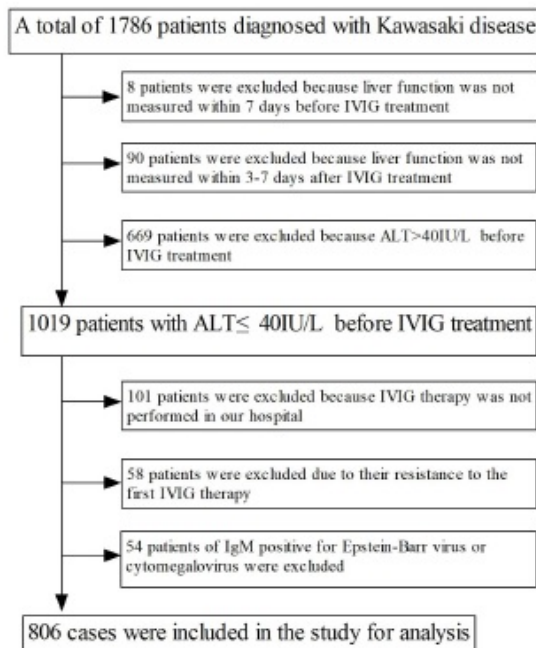 A total of 1786 patients diagnosed with Kawasaki disease
8 patients were excluded because liver function was not
measured within 7 days before IVIG treatment
90 patients were excluded because liver function was not
measured within 3-7 days after IVIG treatment
669 patients were excluded because ALT>40IU/L before
IVIG treatment
1019 patients with ALT≤ 40IU/L before IVIG treatment
101 patients were excluded because IVIG therapy was not
performed in our hospital
58 patients were excluded due to their resistance to the
first IVIG therapy
54 patients of IgM positive for Epstein-Barr virus or
cytomegalovirus were excluded
806 cases were included in the study for analysis